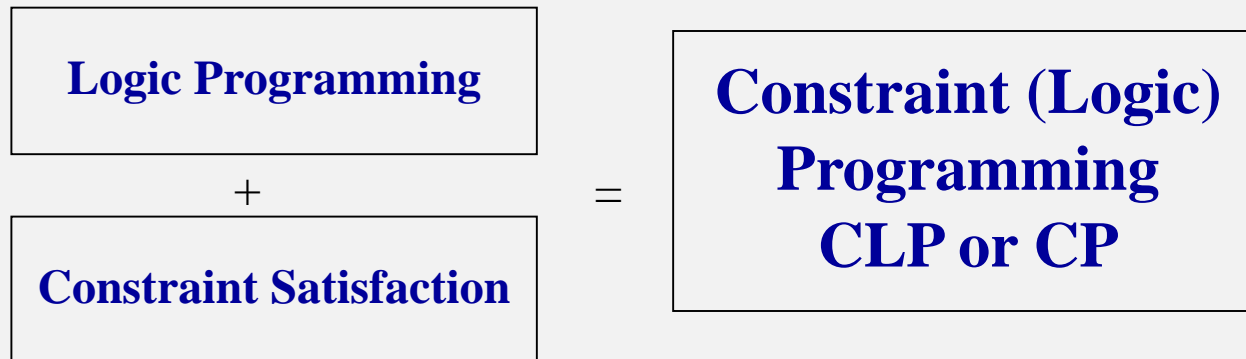 Logic Programming
+
Constraint Satisfaction
=
Constraint (Logic)
Programming
CLP or CP